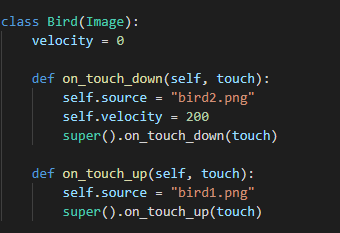 class Bird(Image):
    velocity = 0

    def on_touch_down(self, touch):
        self.source = "bird2.png"
        self.velocity = 200
        super().on_touch_down(touch)

    def on_touch_up(self, touch):
        self.source = "bird1.png"
        super().on_touch_up(touch)